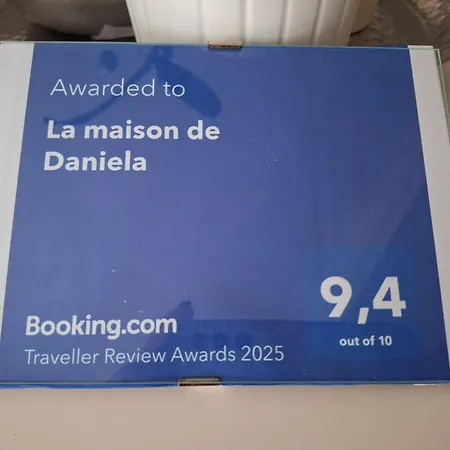 Awarded to
La maison de
Daniela
9,4
out of 10
Booking.com
Traveller Review Awards 2025